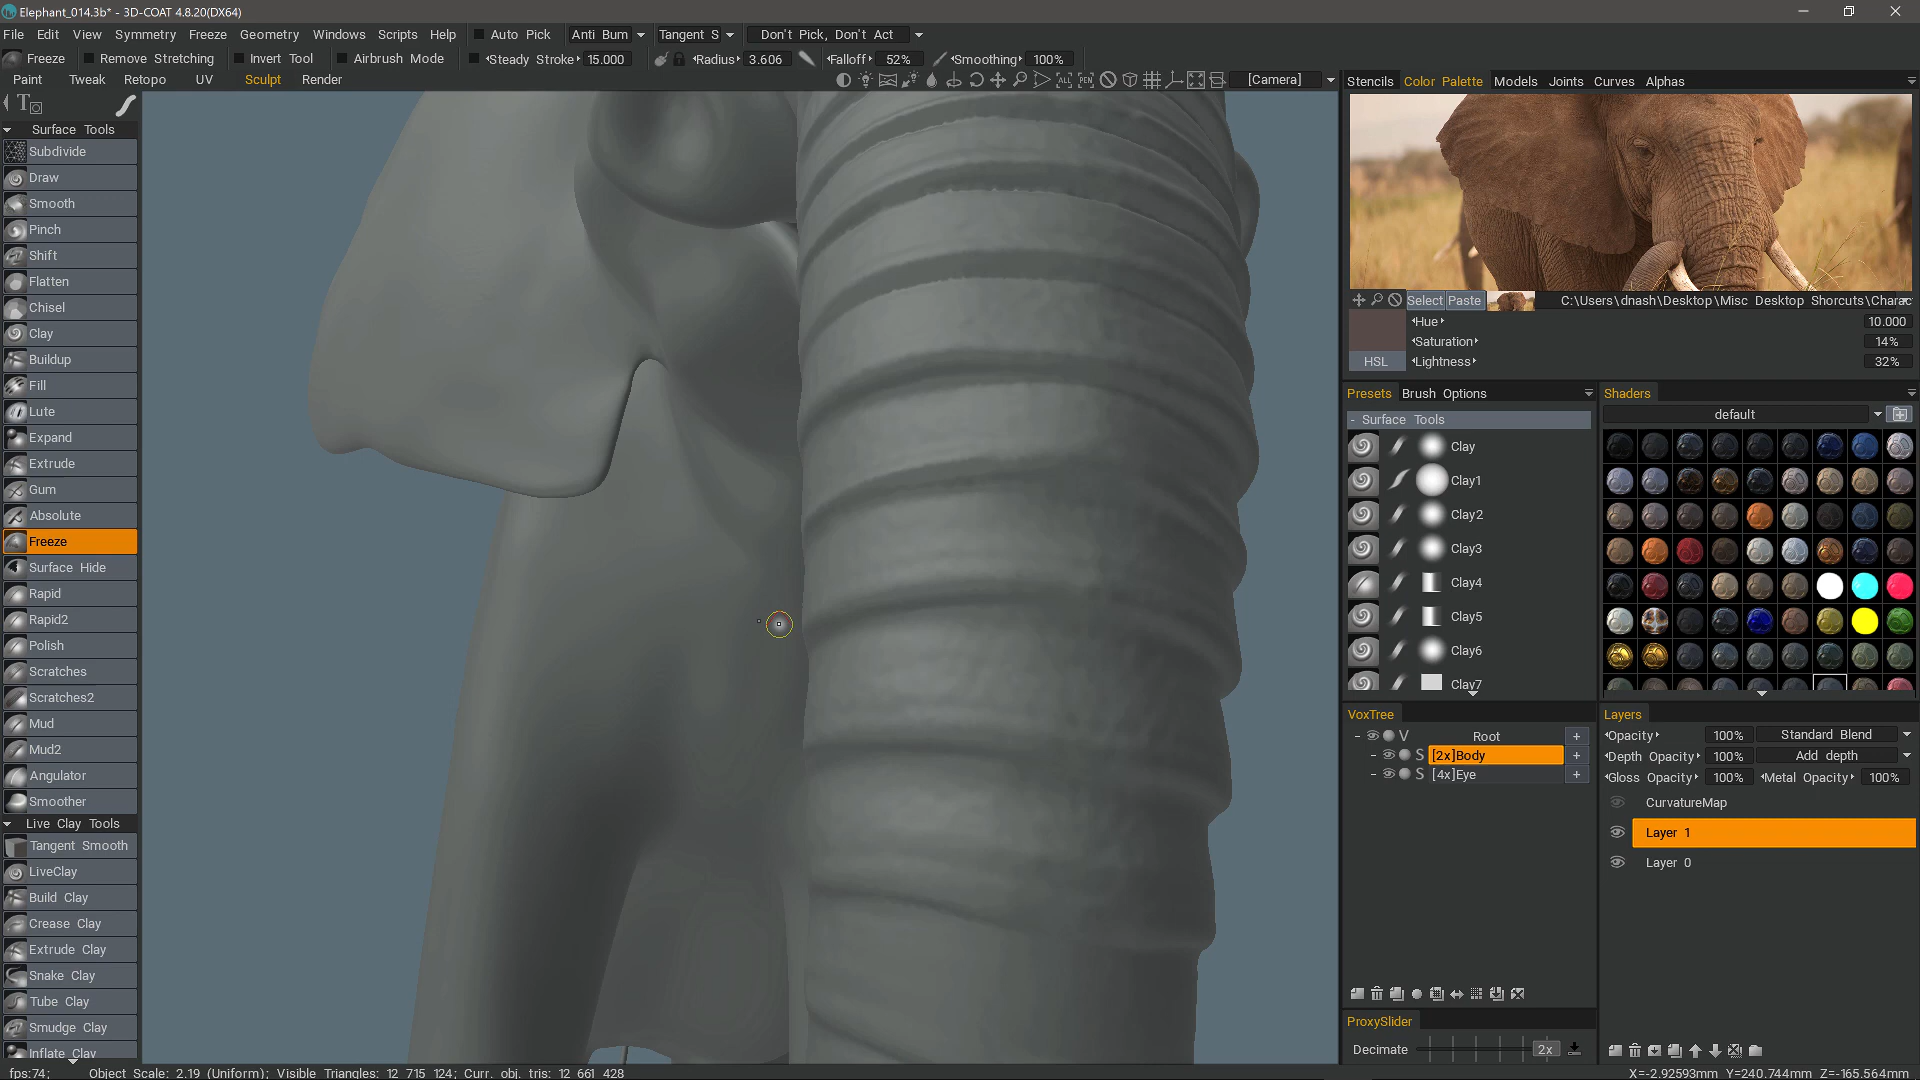 Elephant_014.3b* - 3D-COAT 4.8.20(DX64)
File Edit View Symmetry Freeze Geometry Windows Scripts Help Auto Pick Anti Bum Tangent S Don't Pick, Don't Act
Freeze Remove Stretching Invert Tool Airbrush Mode Steady Stroke 15.000 Radius 3.606 Falloff 52% Smoothing 100%
Paint Tweak Retopo UV Sculpt Render [Camera]
Surface Tools
Subdivide
Draw
Smooth
Pinch
Shift
Flatten
Chisel
Clay
Buildup
Fill
Lute
Expand
Extrude
Gum
Absolute
Freeze
Surface Hide
Rapid
Rapid2
Polish
Scratches
Scratches2
Mud
Mud2
Angulator
Smoother
Live Clay Tools
Tangent Smooth
LiveClay
Build Clay
Crease Clay
Extrude Clay
Snake Clay
Tube Clay
Smudge Clay
Inflate Clay
Stencils Color Palette Models Joints Curves Alphas
Select Paste C:\Users\dnash\Desktop\Misc Desktop Shorcuts\Charac
Hue 10.000
Saturation 14%
HSL Lightness 32%
Presets Brush Options
- Surface Tools
Clay
Clay1
Clay2
Clay3
Clay4
Clay5
Clay6
Clay7
Shaders
default
VoxTree
- V Root +
- S [2x]Body +
- S [4x]Eye +
ProxySlider
Decimate 2x
Layers
Opacity 100% Standard Blend
Depth Opacity 100% Add depth
Gloss Opacity 100% Metal Opacity 100%
CurvatureMap
Layer 1
Layer 0
fps:74; Object Scale: 2.19 (Uniform); Visible Triangles: 12 715 124; Curr. obj. tris: 12 661 428 X=-2.92593mm Y=240.744mm Z=-165.564mm